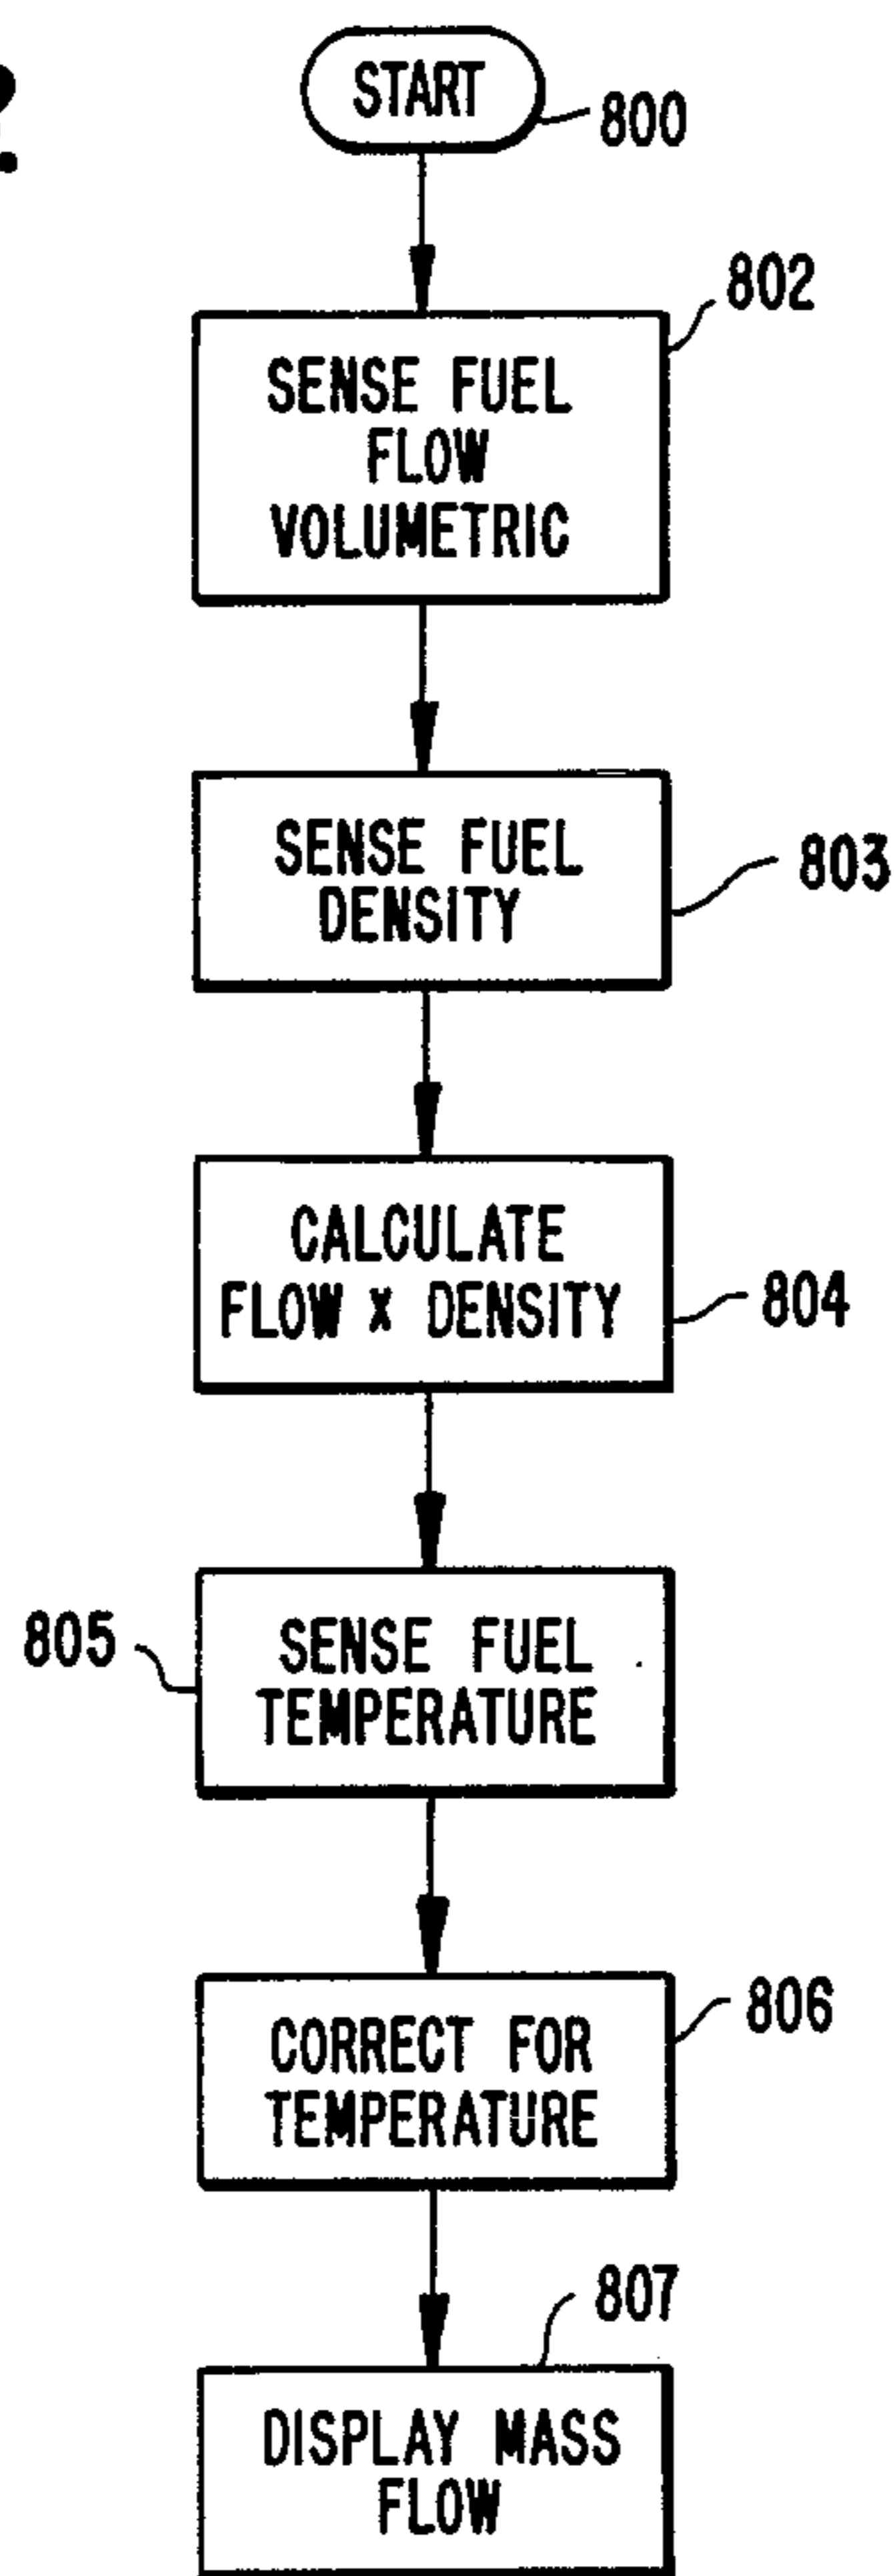 START
800
802
SENSE FUEL
FLOW
VOLUMETRIC
SENSE FUEL
DENSITY
803
CALCULATE
FLOW X DENSITY
804
805
SENSE FUEL
TEMPERATURE
806
CORRECT FOR
TEMPERATURE
807
DISPLAY MASS
FLOW